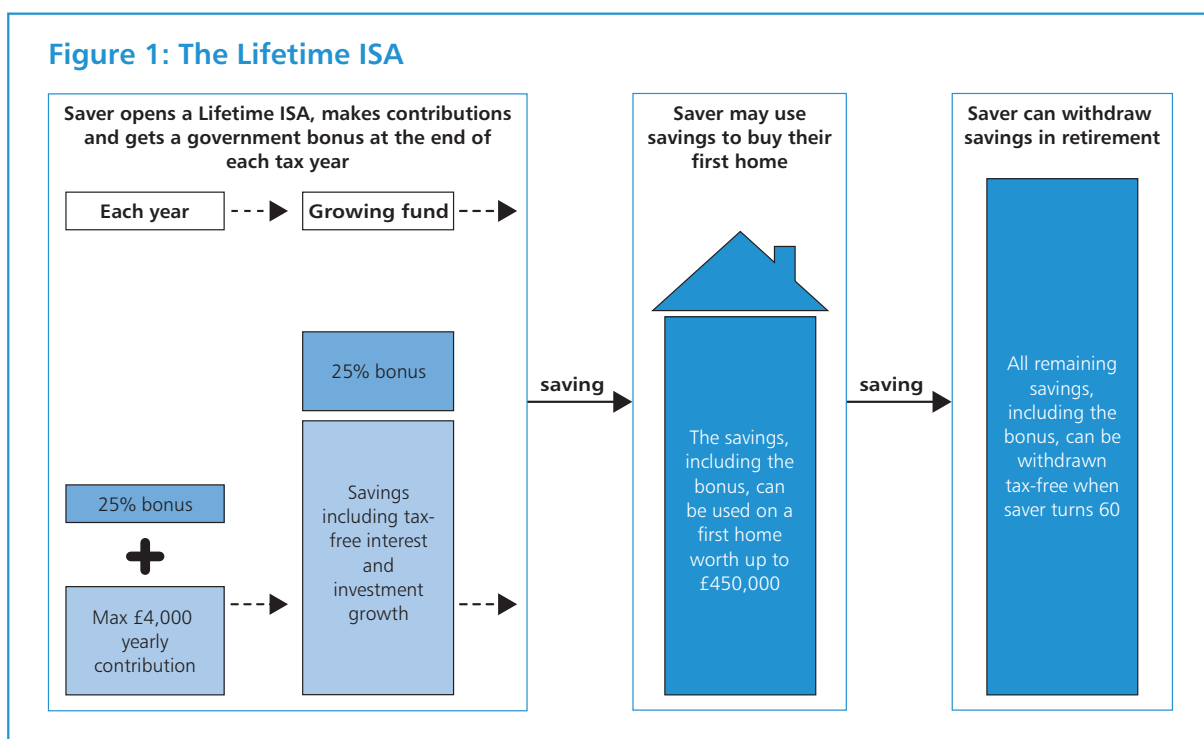 Figure 1: The Lifetime ISA
Saver opens a Lifetime ISA, makes contributions
and gets a government bonus at the end of
each tax year
Each year
Growing fund
25% bonus
Max £4,000
yearly
contribution
25% bonus
Savings
including tax-
free interest
and
investment
growth
saving
Saver may use
savings to buy their
first home
The savings,
including the
bonus, can
be used on a
first home
worth up to
£450,000
saving
Saver can withdraw
savings in retirement
All remaining
savings,
including the
bonus, can be
withdrawn
tax-free when
saver turns 60